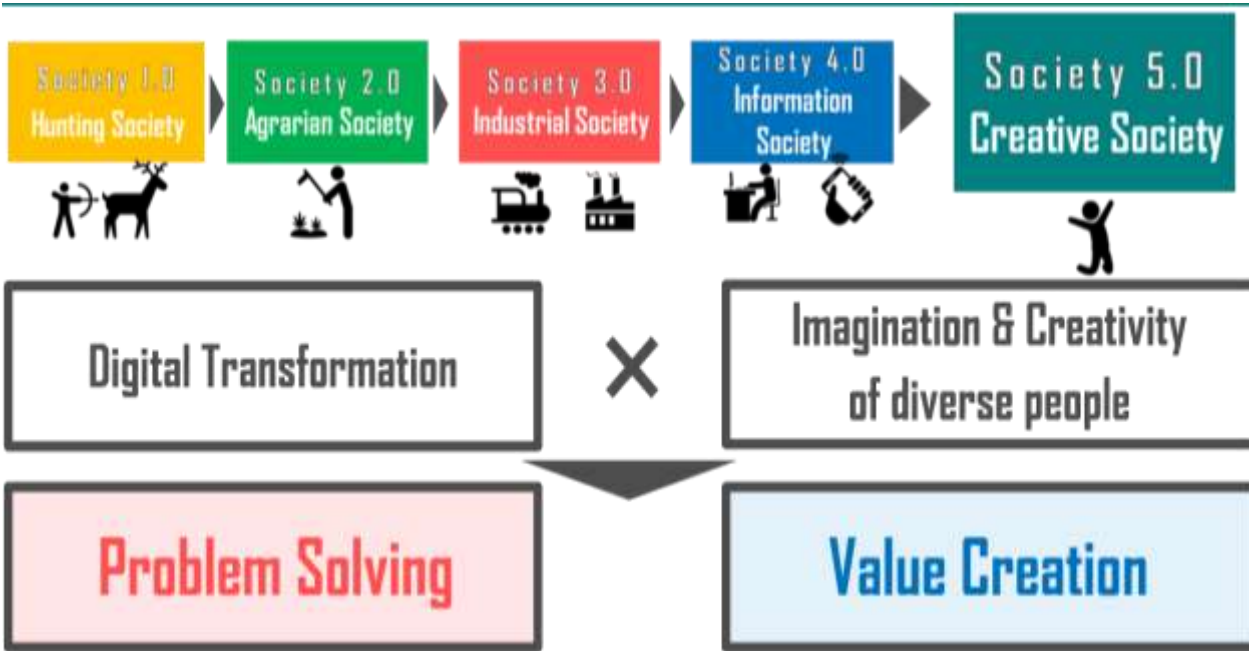 Society 1.0
Hunting Society
Society 2.0
Agrarian Society
Society 3.0
Industrial Society
Society 4.0
Information
Society
Society 5.0
Creative Society
Digital Transformation
×
Imagination & Creativity
of diverse people
Problem Solving
Value Creation